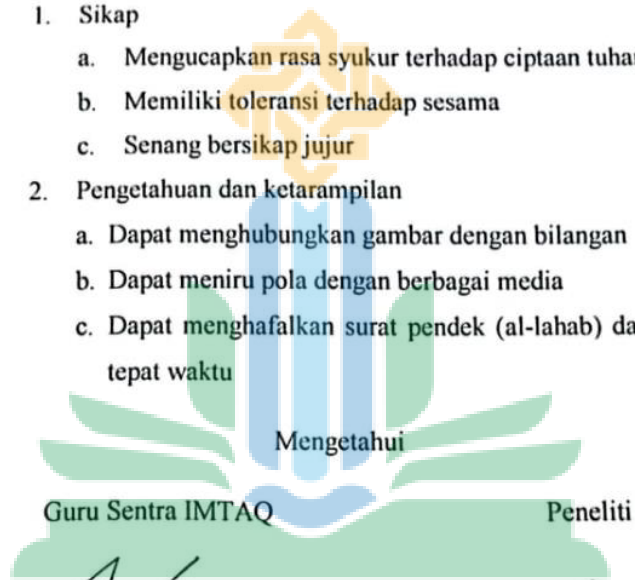 1. Sikap
a. Mengucapkan rasa syukur terhadap ciptaan tuha
b. Memiliki toleransi terhadap sesama
c. Senang bersikap jujur
2. Pengetahuan dan ketarampilan
a. Dapat menghubungkan gambar dengan bilangan
b. Dapat meniru pola dengan berbagai media
c. Dapat menghafalkan surat pendek (al-lahab) da
tepat waktu
Mengetahui
Guru Sentra IMTAQ Peneliti